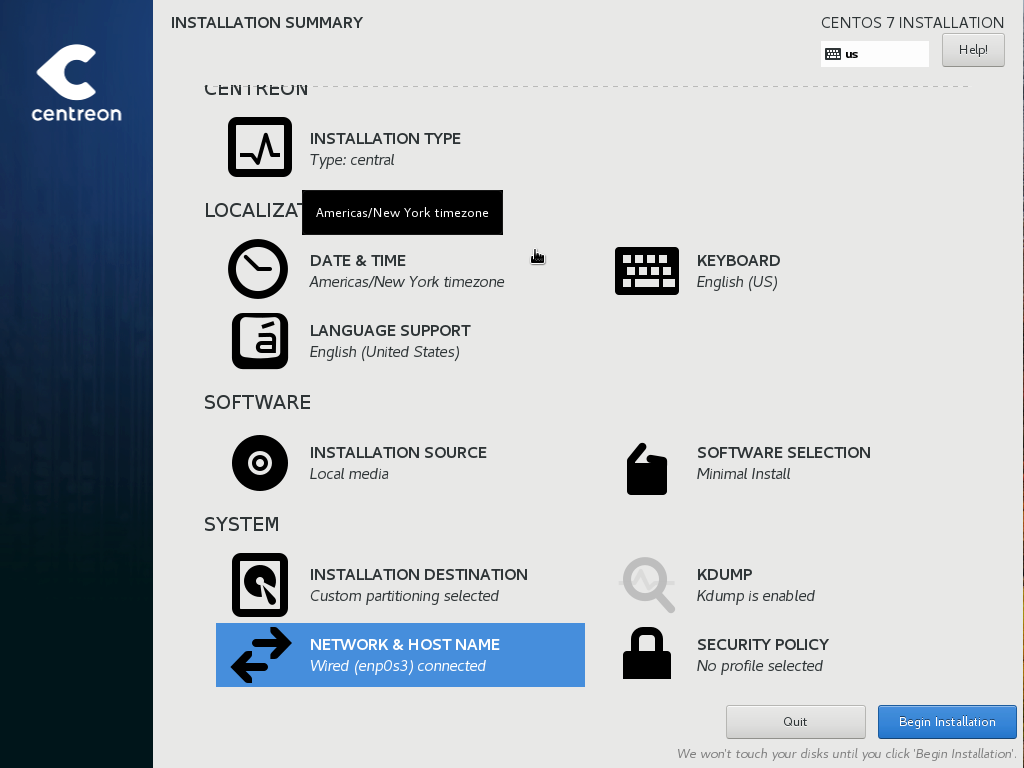 INSTALLATION SUMMARY
CENTOS 7 INSTALLATION
us
Help!
centreon
CENTREON
INSTALLATION TYPE
Type: central
LOCALIZAT
Americas/New York timezone
DATE & TIME
Americas/New York timezone
KEYBOARD
English (US)
á
LANGUAGE SUPPORT
English (United States)
SOFTWARE
INSTALLATION SOURCE
Local media
SOFTWARE SELECTION
Minimal Install
SYSTEM
INSTALLATION DESTINATION
Custom partitioning selected
KDUMP
Kdump is enabled
NETWORK & HOST NAME
Wired (enp0s3) connected
SECURITY POLICY
No profile selected
Quit
Begin Installation
We won't touch your disks until you click 'Begin Installation'.